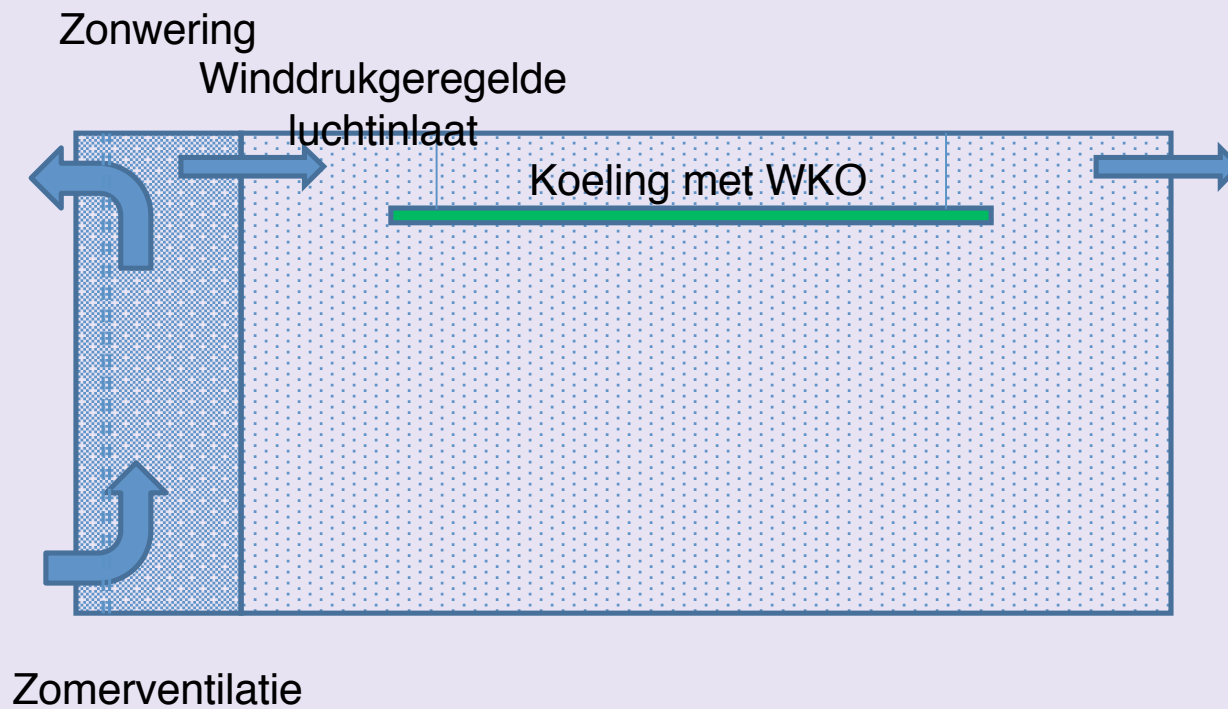 Zonwering
Winddrukgeregelde
luchtinlaat
Koeling met WKO
Zomerventilatie